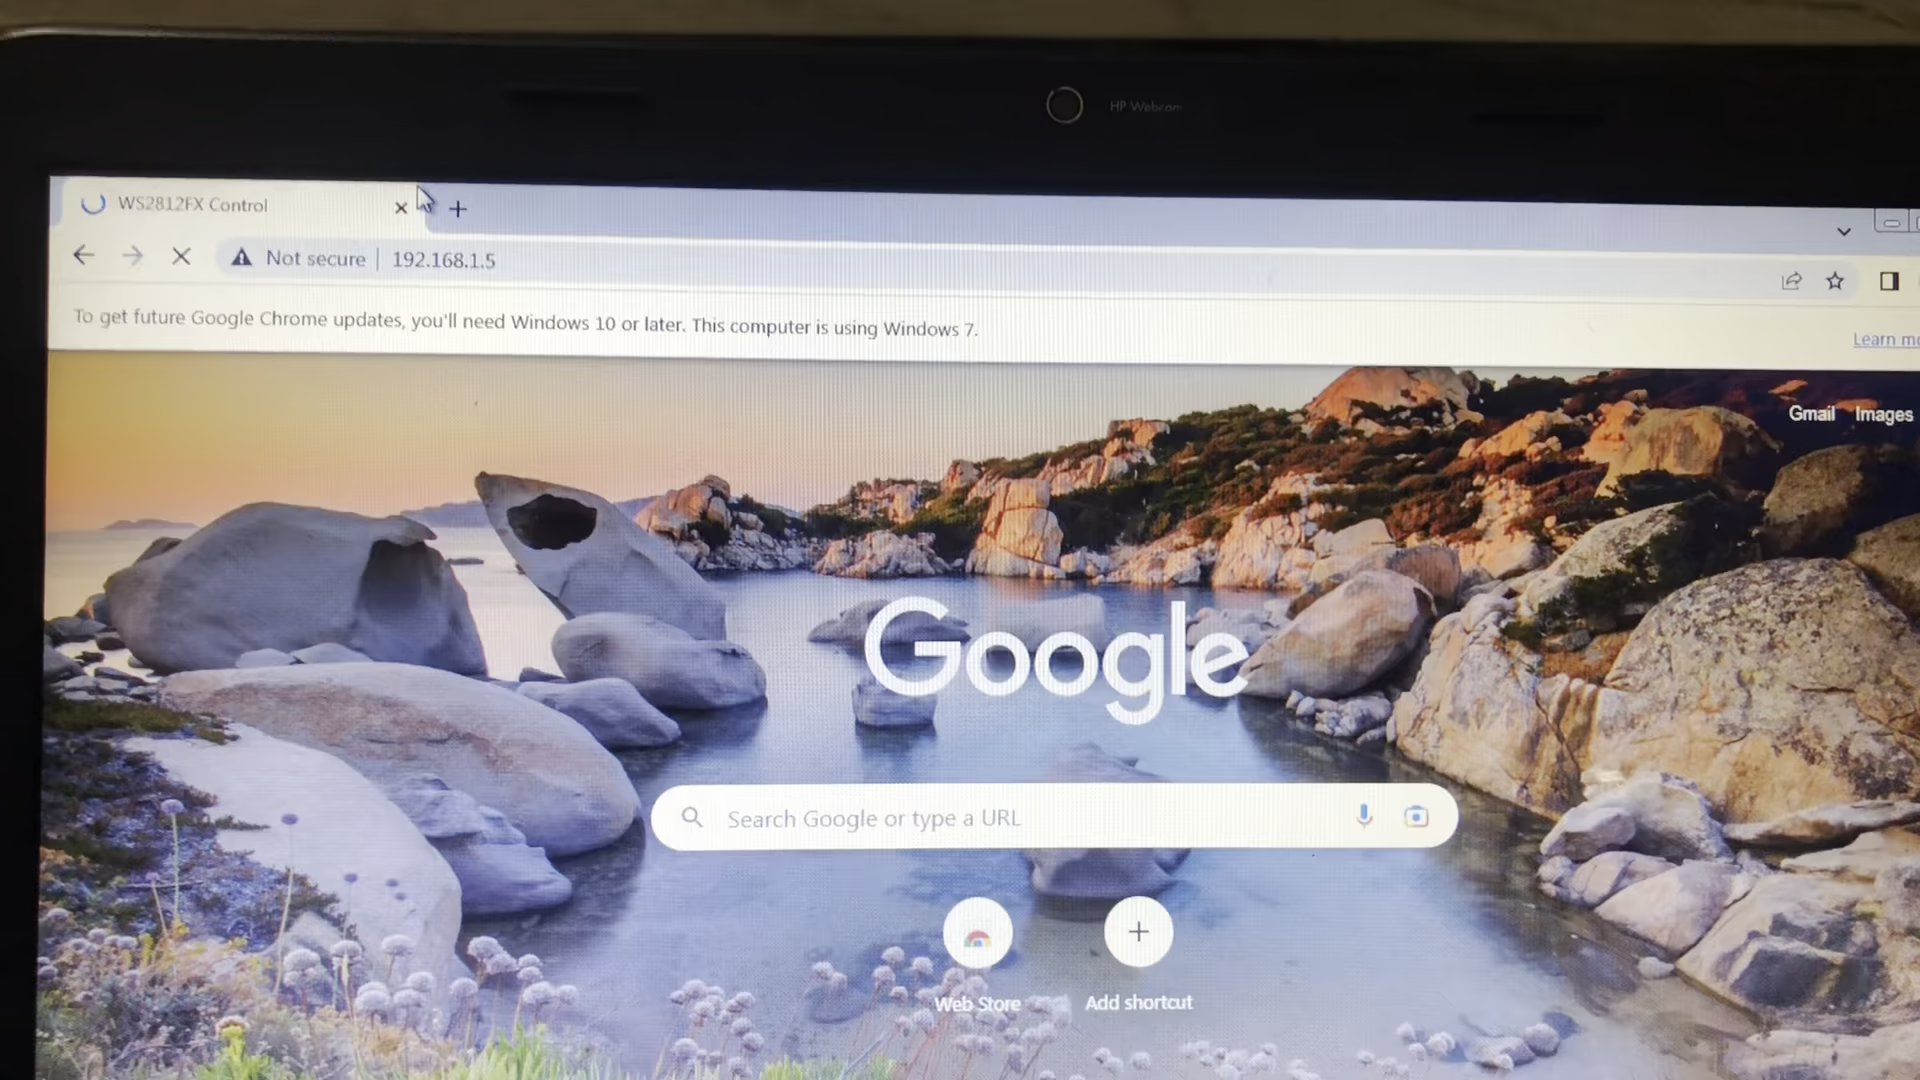 HP Webcam
WS2812FX Control
Not secure | 192.168.1.5
To get future Google Chrome updates, you'll need Windows 10 or later. This computer is using Windows 7.
Learn mo
Gmail Images
Google
Search Google or type a URL
Web Store Add shortcut